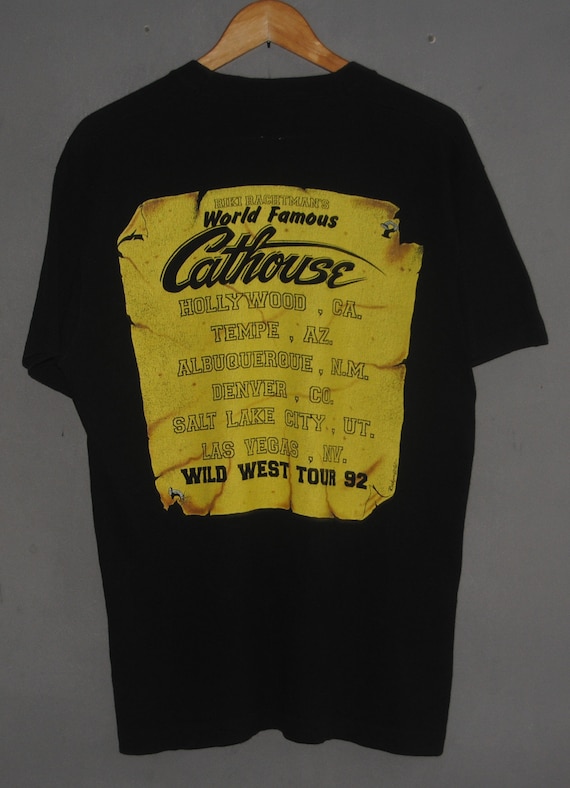 RIKI RACHTMAN'S
World Famous
Cathouse
HOLLYWOOD , CA.
TEMPE , AZ.
ALBUQUERQUE , N.M.
DENVER , CO.
SALT LAKE CITY , UT.
LAS VEGAS , NV.
WILD WEST TOUR 92